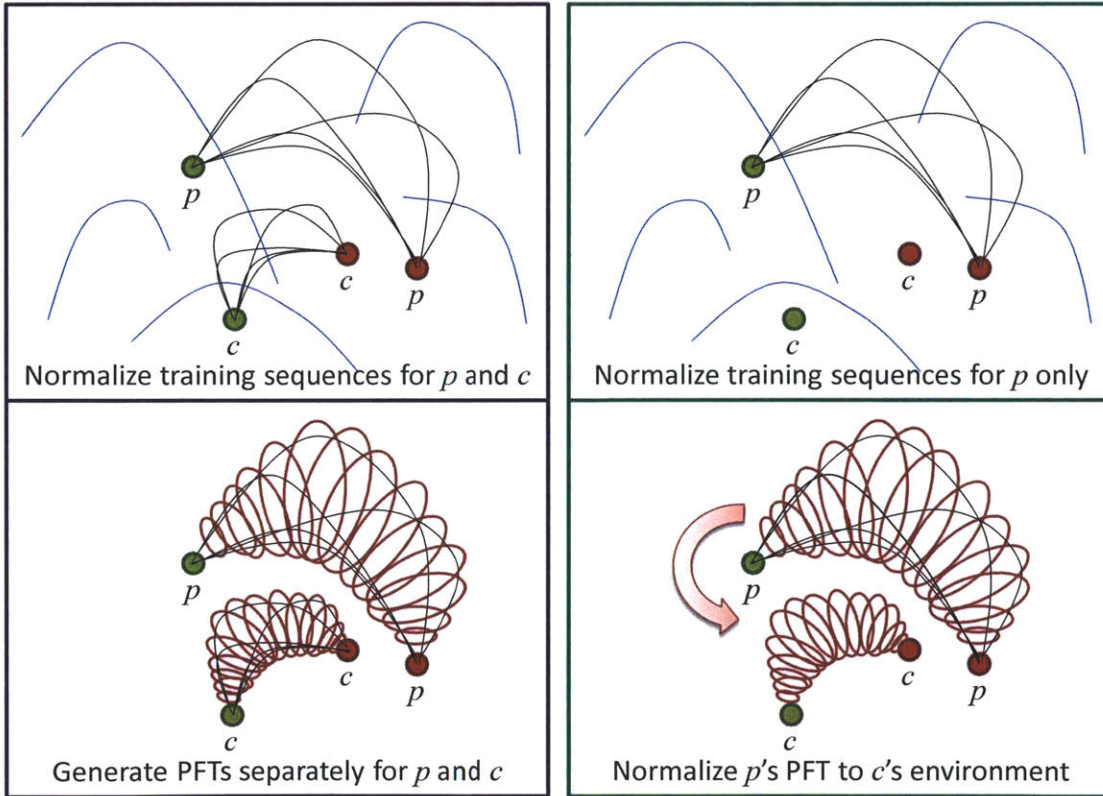 p
c
p
c
Normalize training sequences for p and c
p
c
p
c
Normalize training sequences for p only
p
c
p
c
Generate PFTs separately for p and c
p
c
p
c
Normalize p's PFT to c's environment